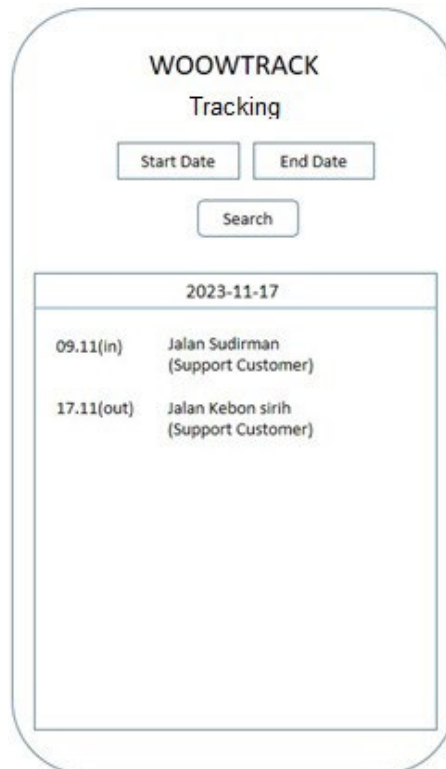 WOOWTRACK
Tracking
Start Date End Date
Search
2023-11-17
09.11(in) Jalan Sudirman
(Support Customer)
17.11(out) Jalan Kebon sirih
(Support Customer)